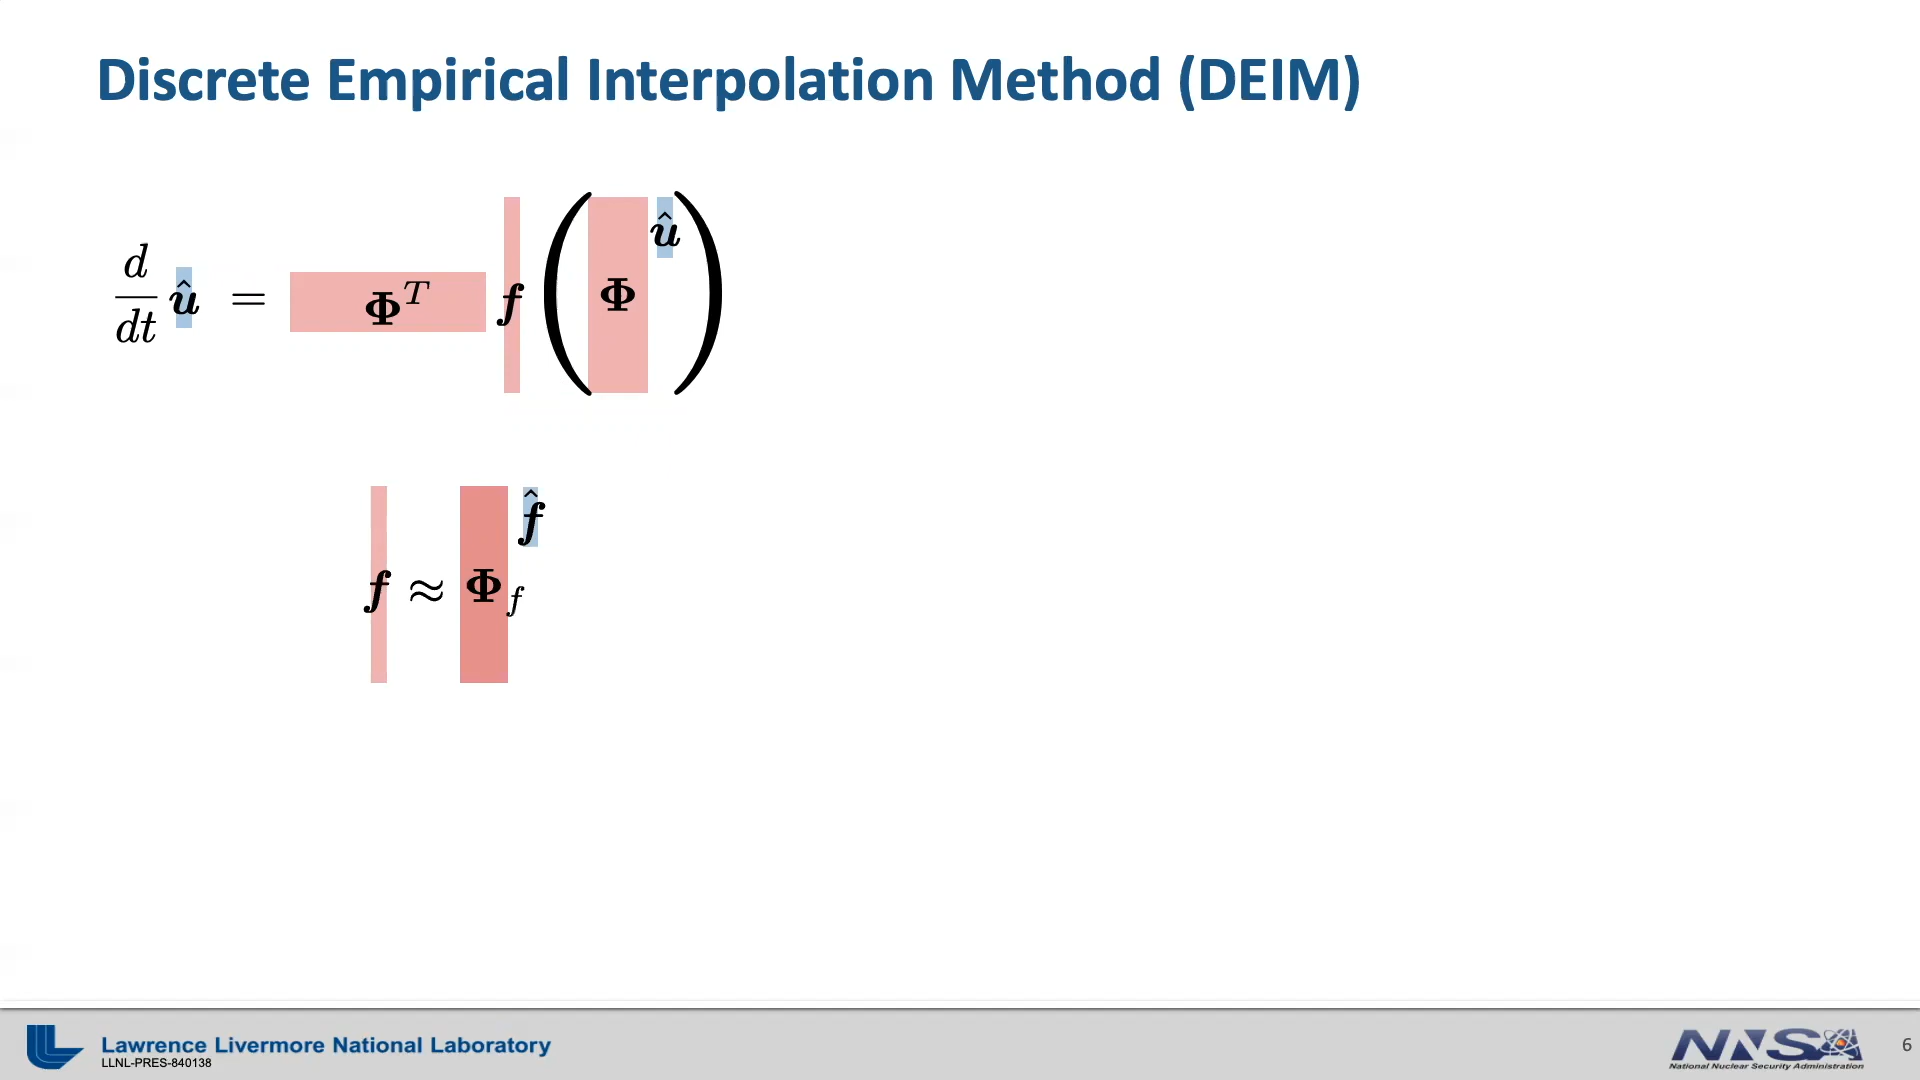 Discrete Empirical Interpolation Method (DEIM)
d/dt û = Φ^T f ( Φ û )
f ≈ Φ_f f̂
Lawrence Livermore National Laboratory
LLNL-PRES-840138
NNSA
National Nuclear Security Administration
6